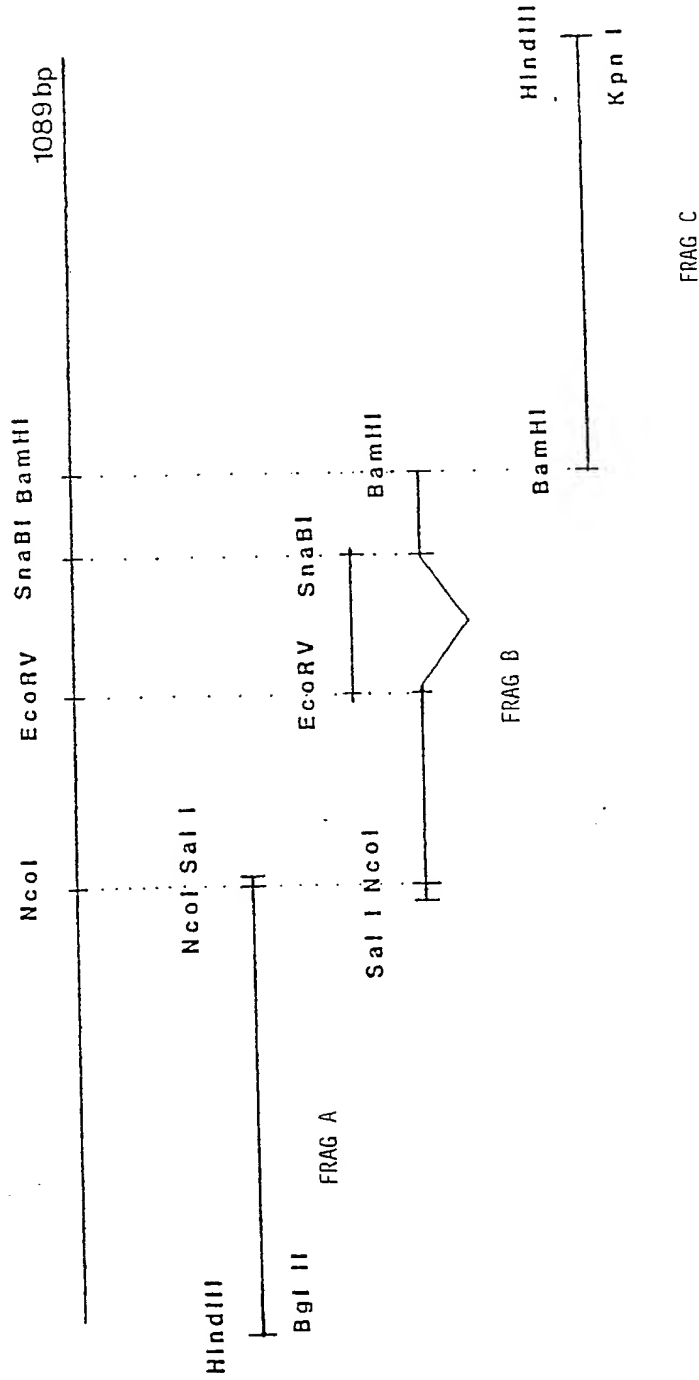 1089bp
NcoI EcoRV SnaBI BamHI
NcoI Sal I
HindIII
Bgl II
FRAG A
EcoRV SnaBI
Sal I NcoI
BamHI
FRAG B
BamHI
HindIII
Kpn I
FRAG C